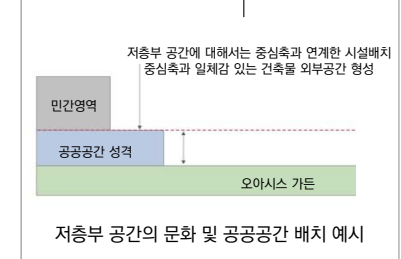 저층부 공간에 대해서는 중심축과 연계한 시설배치
중심축과 일체감 있는 건축물 외부공간 형성
민간영역
공공공간 성격
오아시스 가든
저층부 공간의 문화 및 공공공간 배치 예시